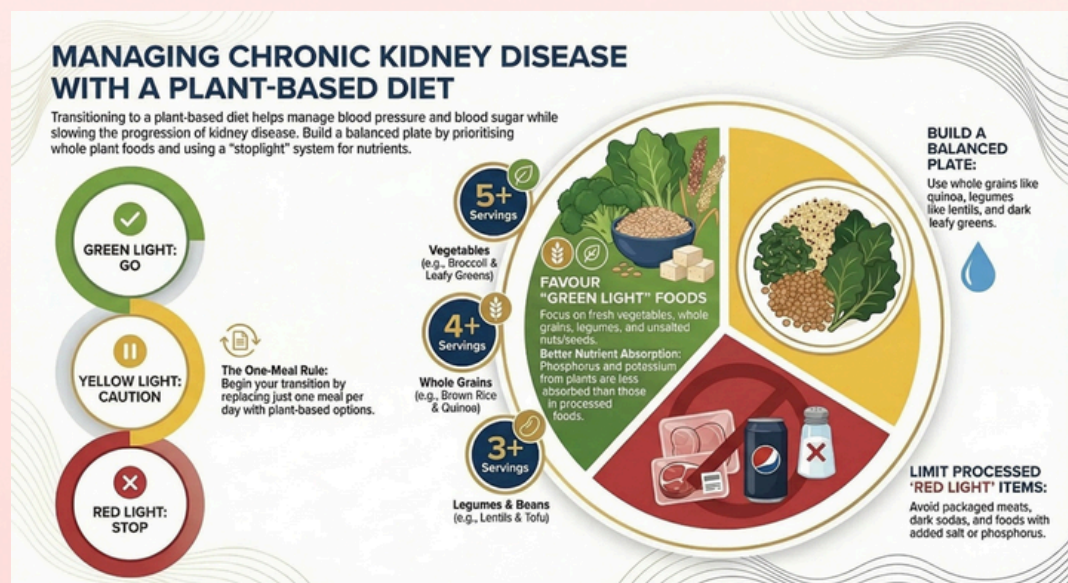 MANAGING CHRONIC KIDNEY DISEASE
WITH A PLANT-BASED DIET
Transitioning to a plant-based diet helps manage blood pressure and blood sugar while
slowing the progression of kidney disease. Build a balanced plate by prioritising
whole plant foods and using a “stoplight” system for nutrients.
GREEN LIGHT:
GO
YELLOW LIGHT:
CAUTION
RED LIGHT:
STOP
The One-Meal Rule:
Begin your transition by
replacing just one meal per
day with plant-based options.
5+
Servings
Vegetables
(e.g., Broccoli &
Leafy Greens)
4+
Servings
Whole Grains
(e.g., Brown Rice
& Quinoa)
3+
Servings
Legumes & Beans
(e.g., Lentils & Tofu)
FAVOUR
“GREEN LIGHT” FOODS
Focus on fresh vegetables, whole
grains, legumes, and unsalted
nuts/seeds.
Better Nutrient Absorption:
Phosphorus and potassium
from plants are less
absorbed than those
in processed
foods.
BUILD A
BALANCED
PLATE:
Use whole grains like
quinoa, legumes
like lentils, and dark
leafy greens.
LIMIT PROCESSED
‘RED LIGHT’ ITEMS:
Avoid packaged meats,
dark sodas, and foods with
added salt or phosphorus.